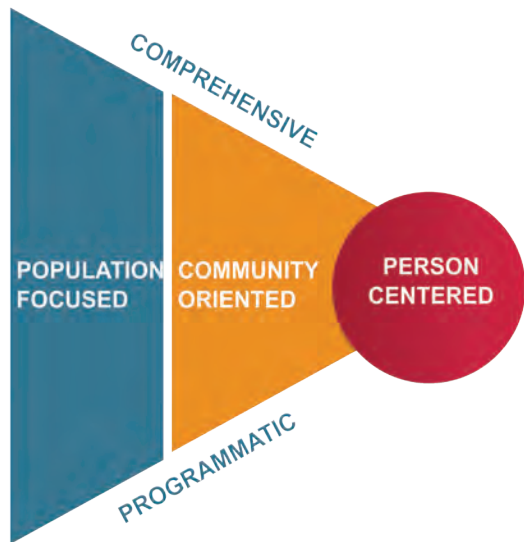 COMPREHENSIVE
POPULATION
FOCUSED
COMMUNITY
ORIENTED
PERSON
CENTERED
PROGRAMMATIC